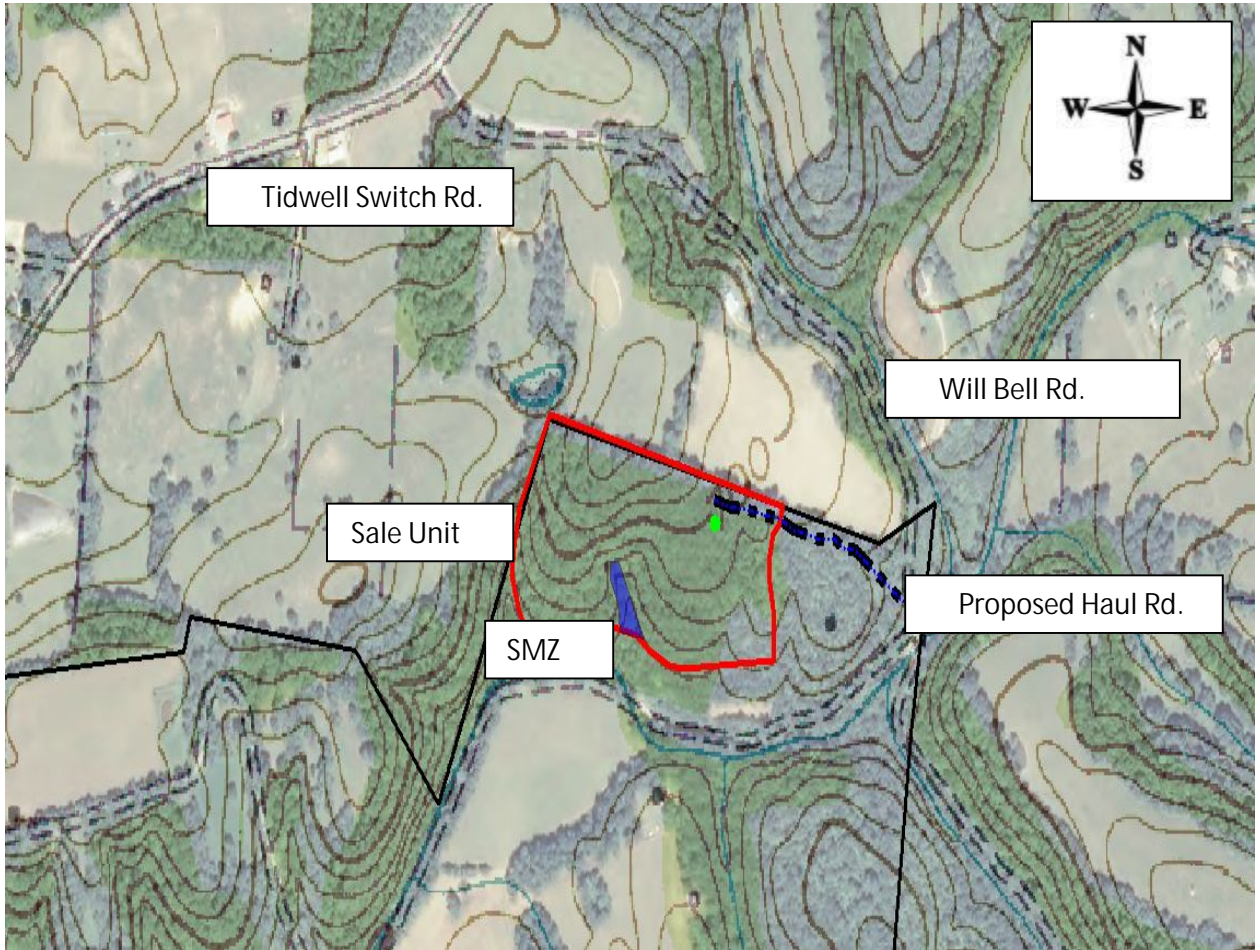 N
W E
S
Tidwell Switch Rd.
Will Bell Rd.
Sale Unit
Proposed Haul Rd.
SMZ